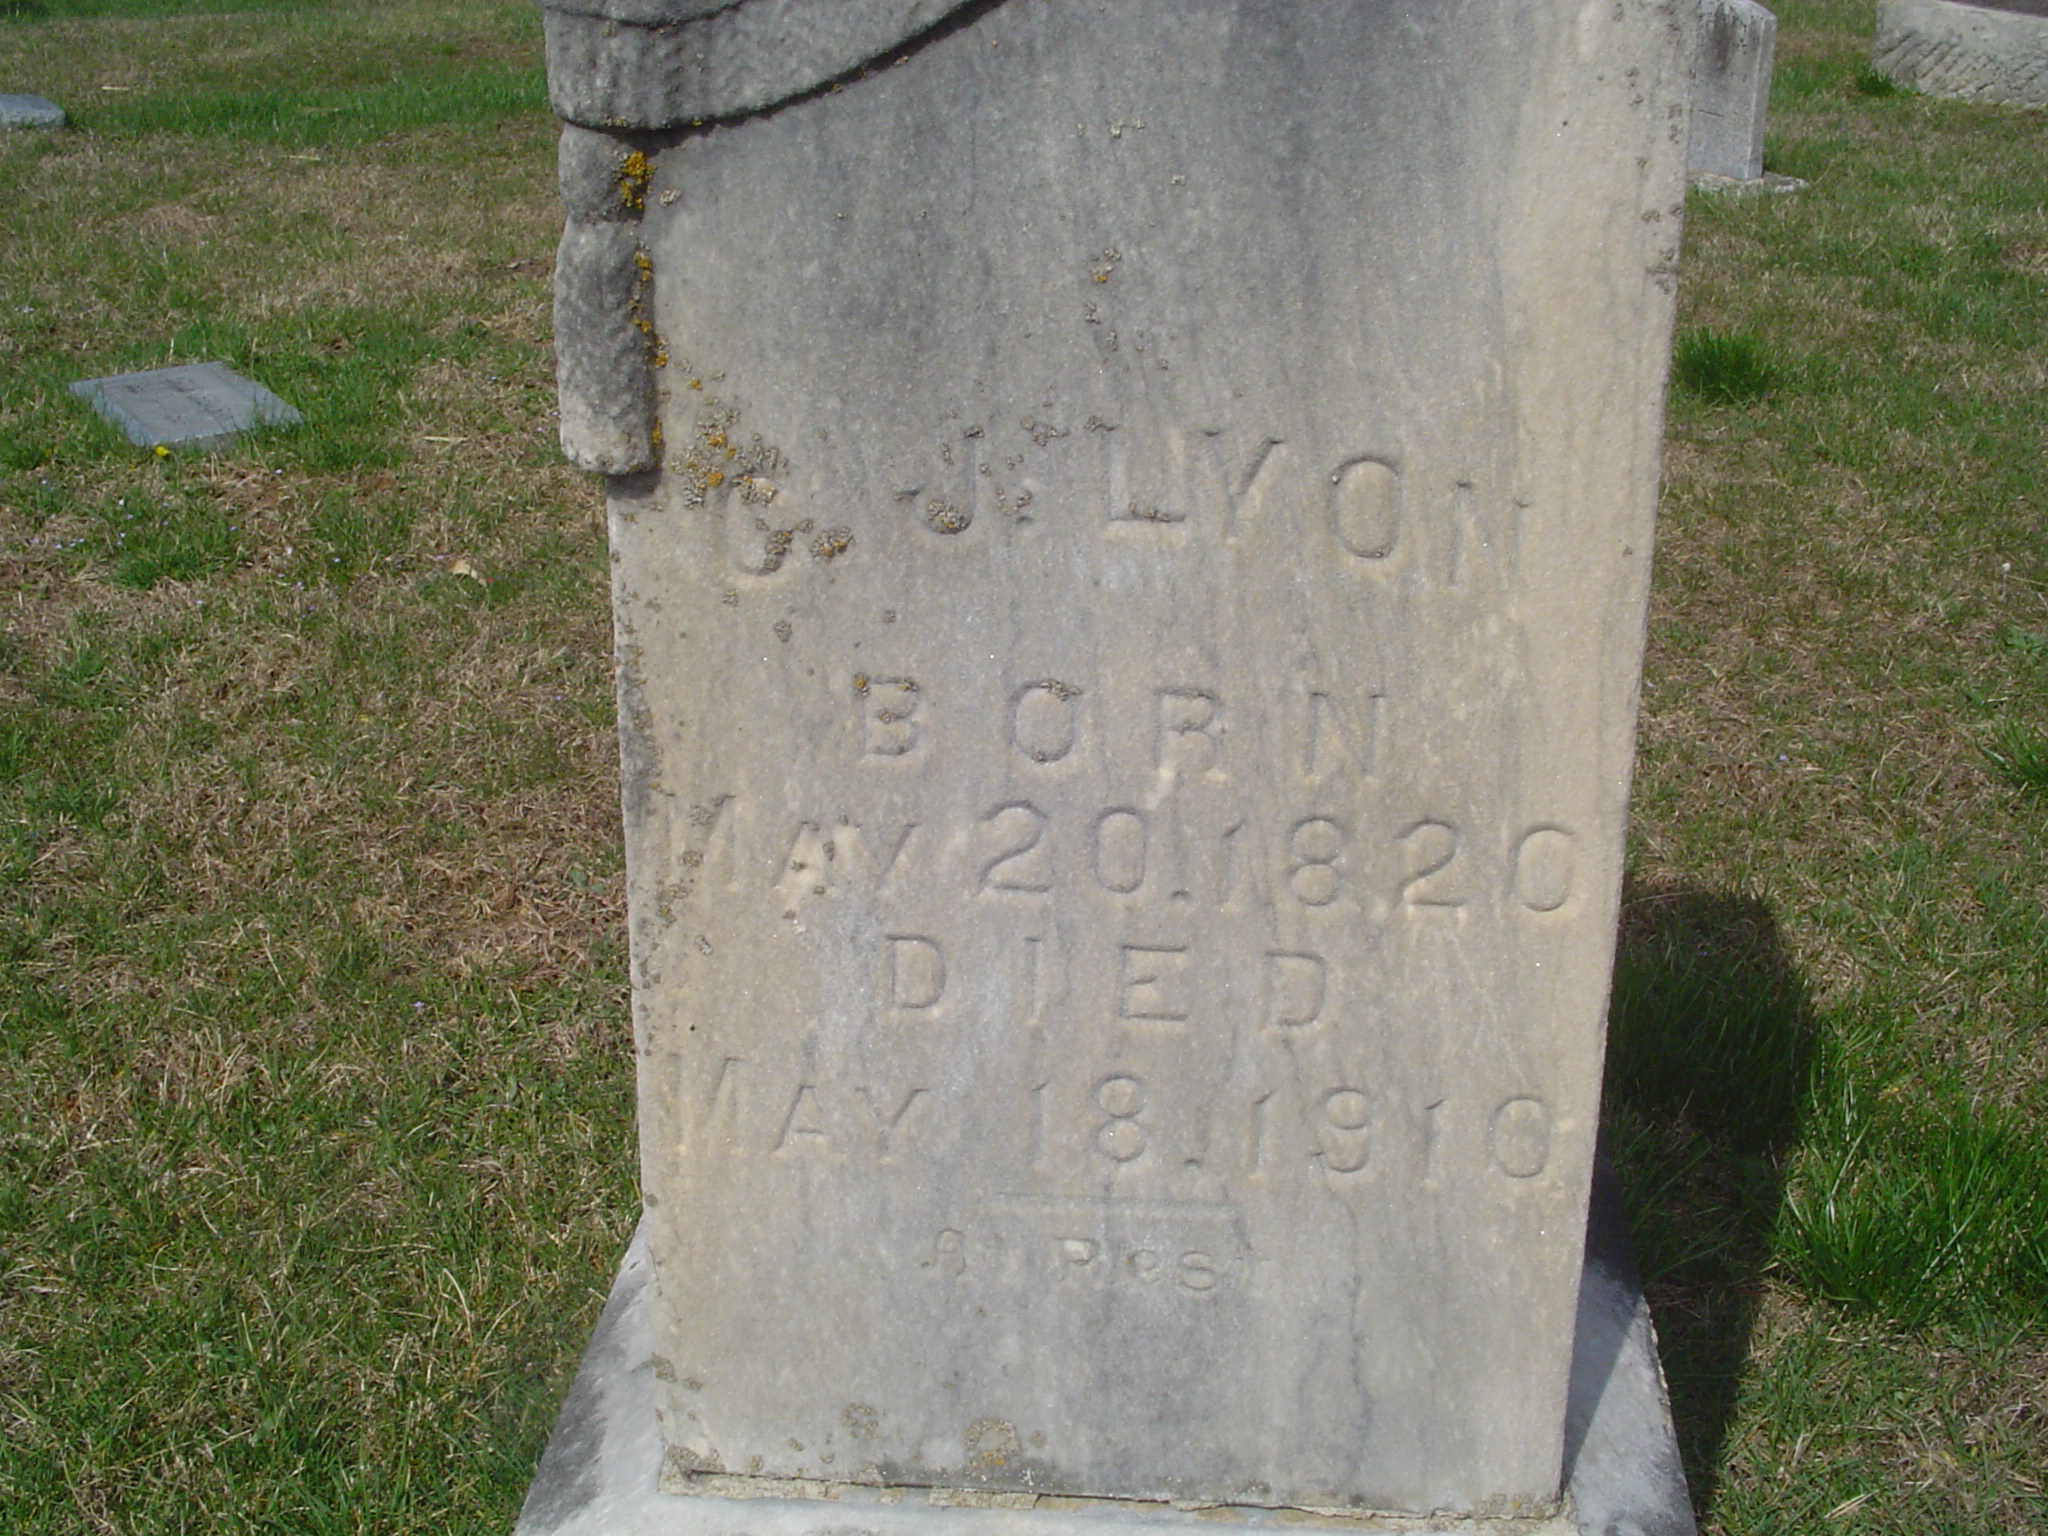 C. J. LYON
BORN
MAY 20. 1820
DIED
MAY 18. 1910.
At Rest